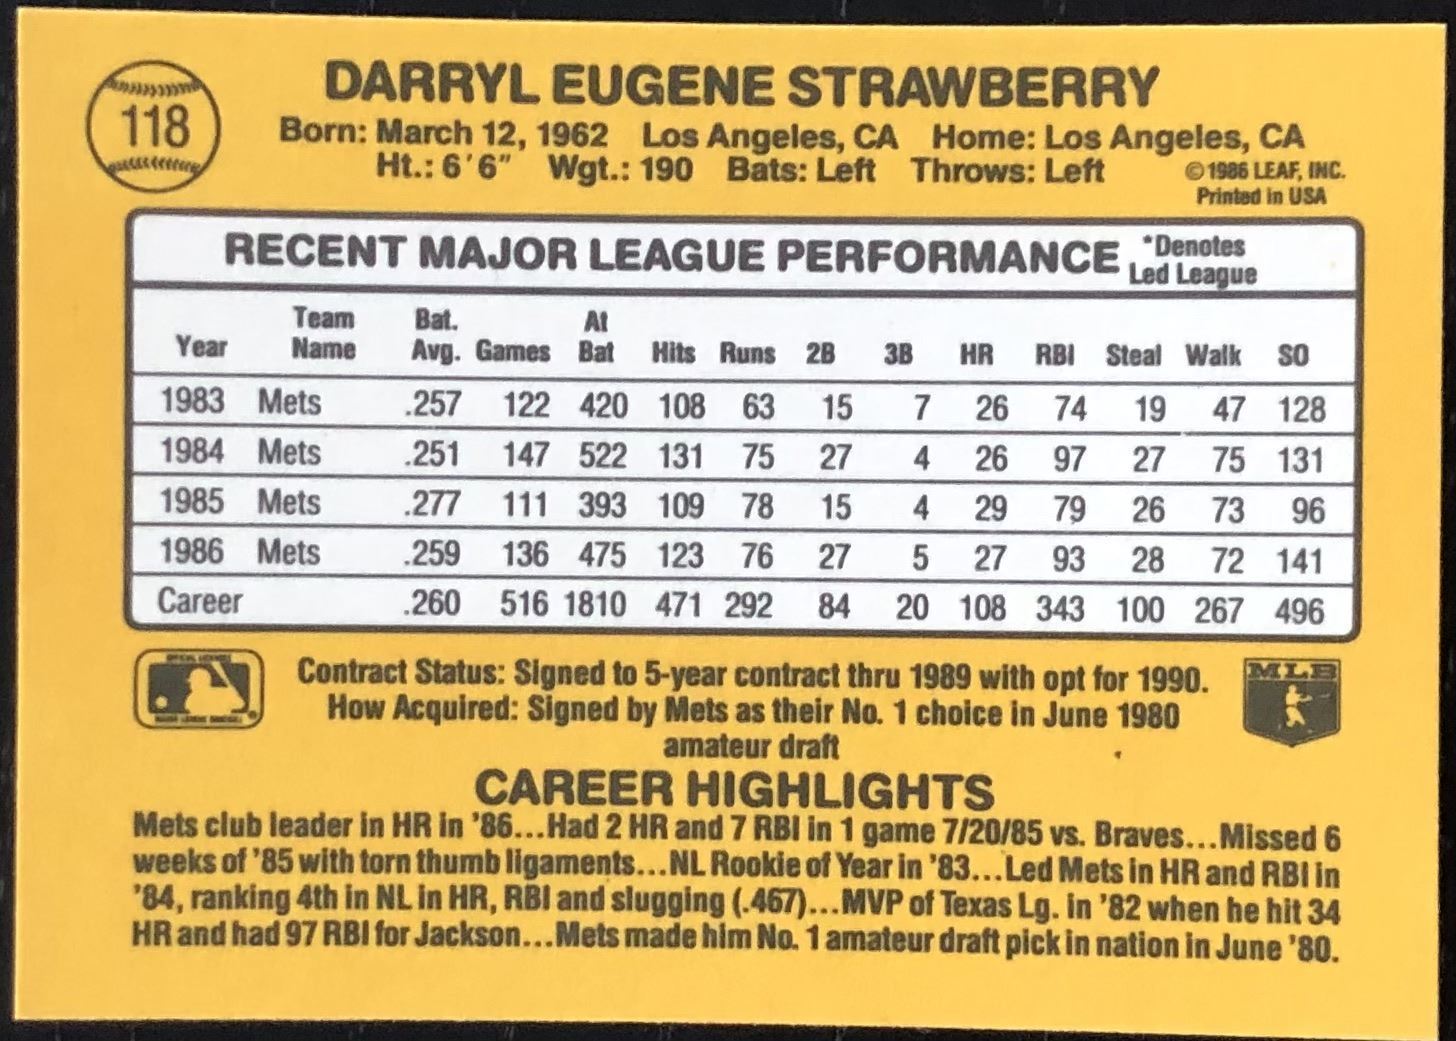 118
DARRYL EUGENE STRAWBERRY
Born: March 12, 1962 Los Angeles, CA Home: Los Angeles, CA
Ht.: 6'6" Wgt.: 190 Bats: Left Throws: Left
©1986 LEAF, INC.
Printed in USA
RECENT MAJOR LEAGUE PERFORMANCE *Denotes
Led League
Year Team Name Bat. Avg. Games At Bat Hits Runs 2B 3B HR RBI Steal Walk SO
1983 Mets .257 122 420 108 63 15 7 26 74 19 47 128
1984 Mets .251 147 522 131 75 27 4 26 97 27 75 131
1985 Mets .277 111 393 109 78 15 4 29 79 26 73 96
1986 Mets .259 136 475 123 76 27 5 27 93 28 72 141
Career .260 516 1810 471 292 84 20 108 343 100 267 496
Contract Status: Signed to 5-year contract thru 1989 with opt for 1990.
How Acquired: Signed by Mets as their No. 1 choice in June 1980
amateur draft
MLB
CAREER HIGHLIGHTS
Mets club leader in HR in '86...Had 2 HR and 7 RBI in 1 game 7/20/85 vs. Braves...Missed 6
weeks of '85 with torn thumb ligaments...NL Rookie of Year in '83...Led Mets in HR and RBI in
'84, ranking 4th in NL in HR, RBI and slugging (.467)...MVP of Texas Lg. in '82 when he hit 34
HR and had 97 RBI for Jackson...Mets made him No. 1 amateur draft pick in nation in June '80.